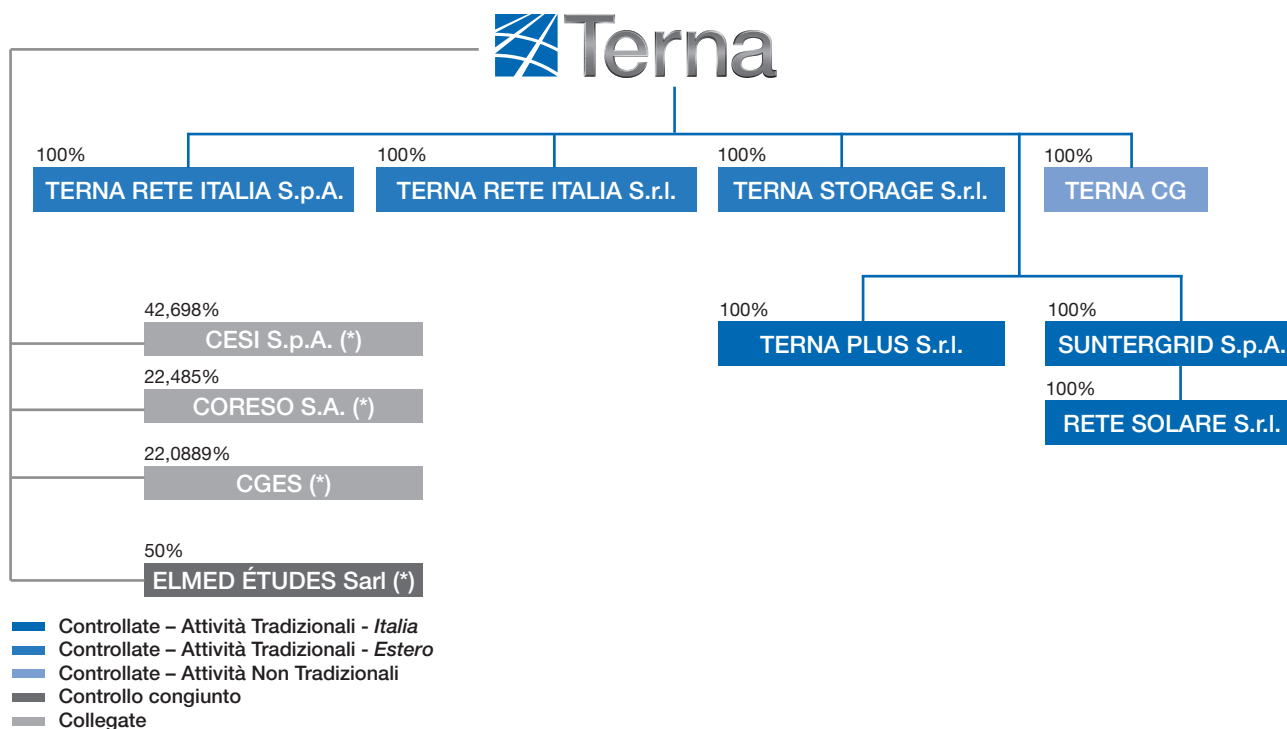 Terna
100%
TERNA RETE ITALIA S.p.A.
100%
TERNA RETE ITALIA S.r.l.
100%
TERNA STORAGE S.r.l.
100%
TERNA CG
42,698%
CESI S.p.A. (*)
22,485%
CORESO S.A. (*)
22,0889%
CGES (*)
50%
ELMED ÉTUDES Sarl (*)
100%
TERNA PLUS S.r.l.
100%
SUNTERGRID S.p.A.
100%
RETE SOLARE S.r.l.
Controllate – Attività Tradizionali - Italia
Controllate – Attività Tradizionali - Estero
Controllate – Attività Non Tradizionali
Controllo congiunto
Collegate